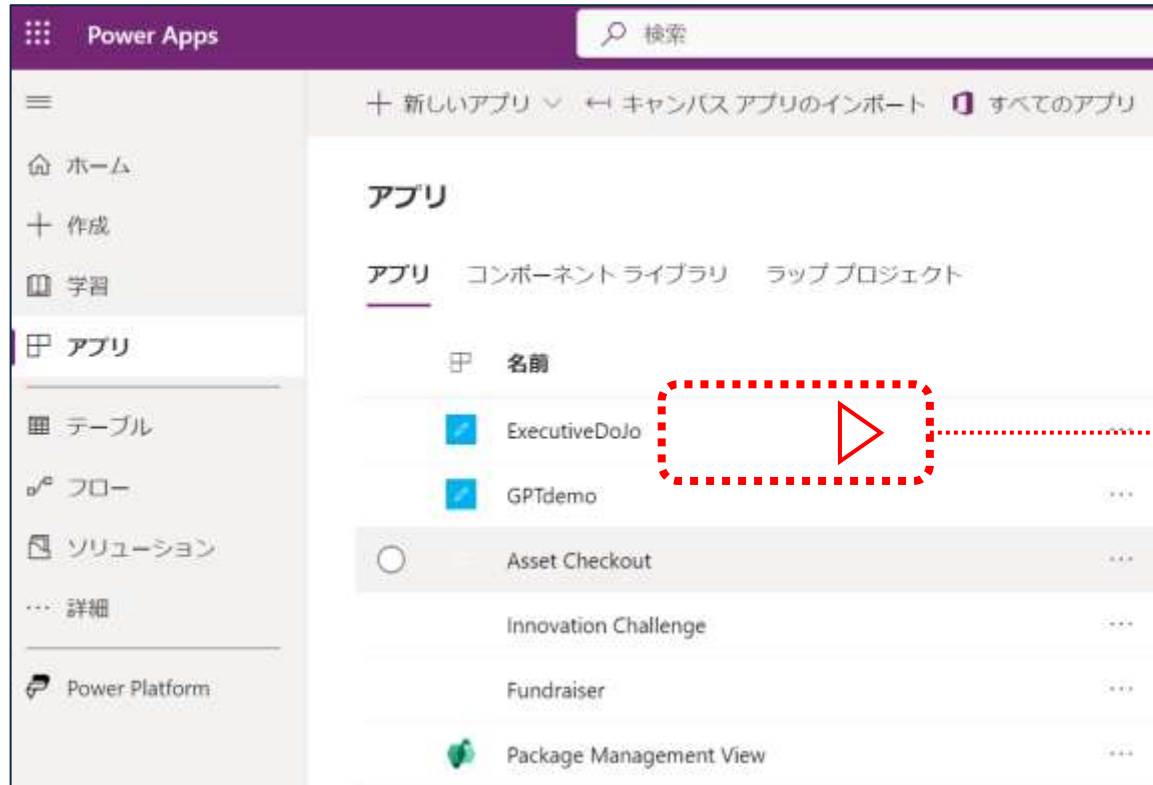 Power Apps
検索
新しいアプリ
キャンバス アプリのインポート
すべてのアプリ
ホーム
作成
学習
アプリ
テーブル
フロー
ソリューション
詳細
Power Platform
アプリ
アプリ コンポーネント ライブラリ ラップ プロジェクト
名前
ExecutiveDoJo
GPTdemo
Asset Checkout
Innovation Challenge
Fundraiser
Package Management View